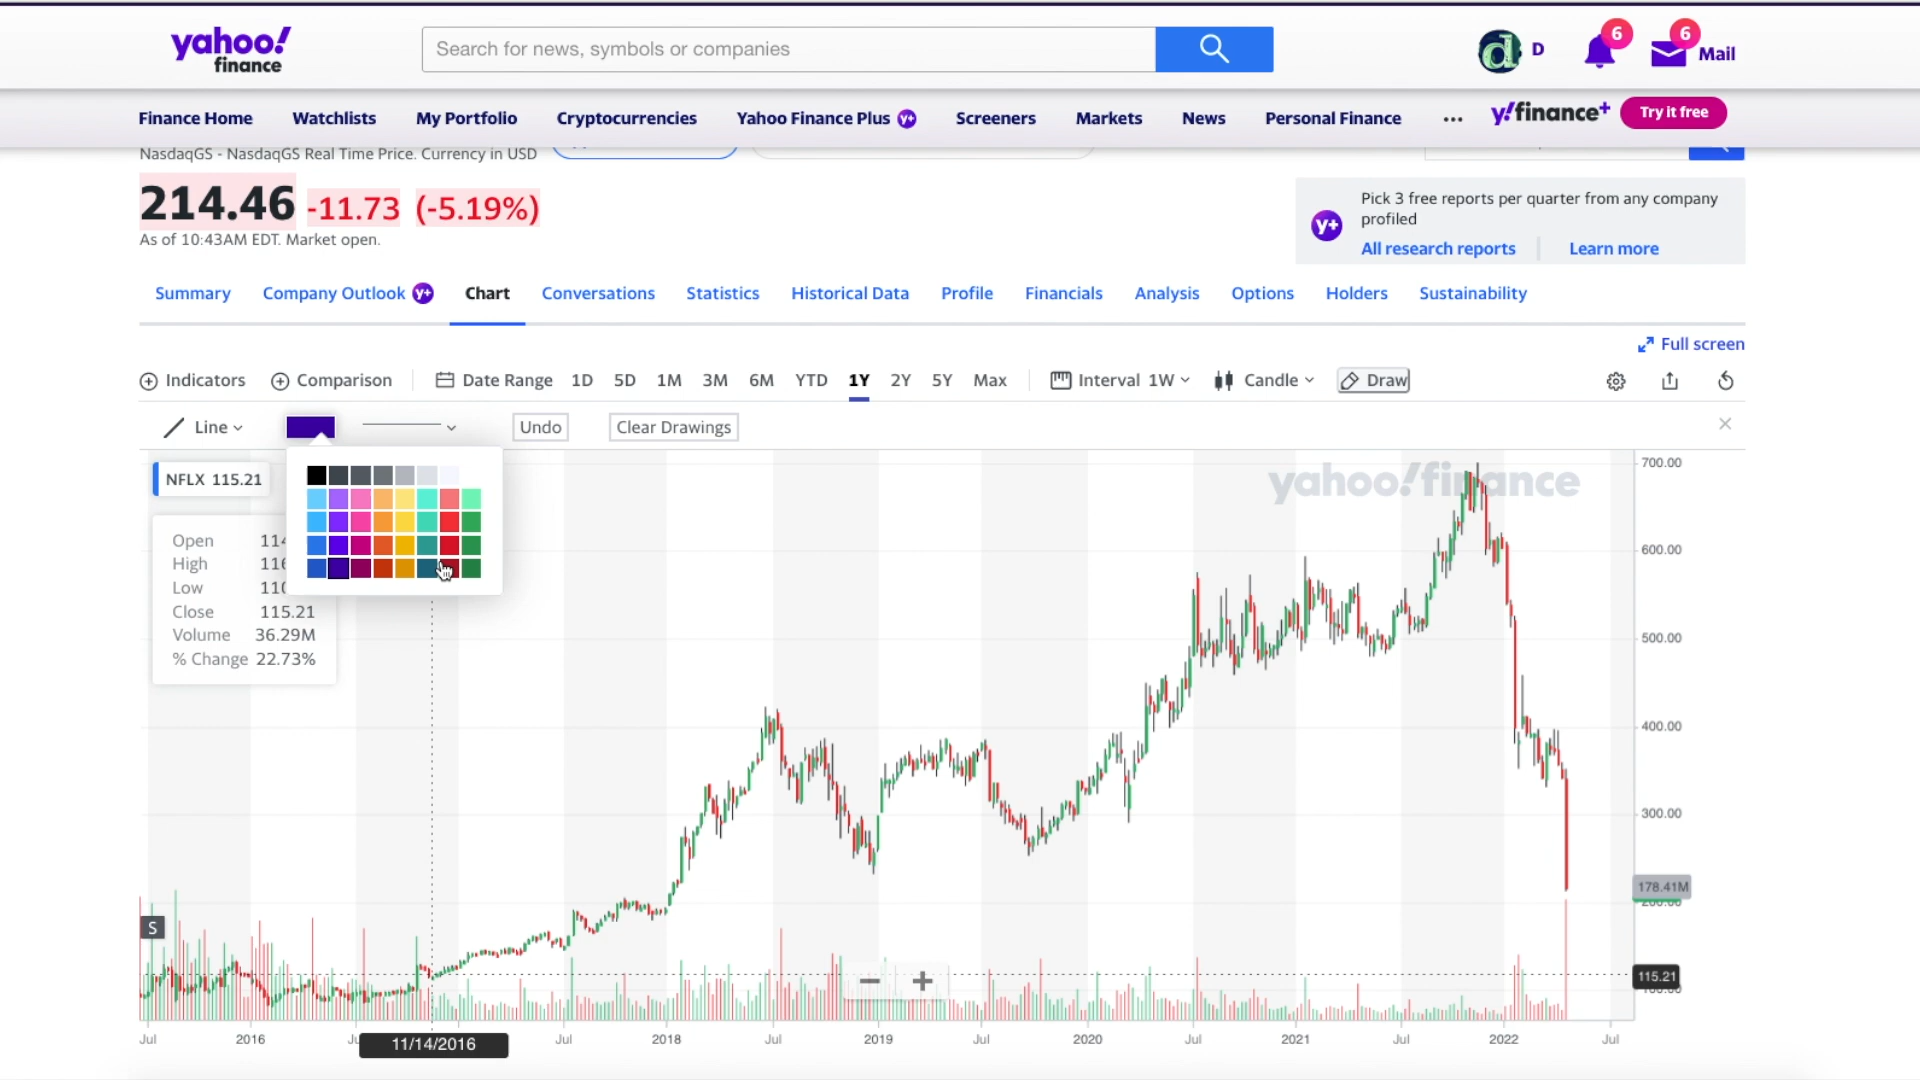 yahoo!
finance
Search for news, symbols or companies
d
D
6
6
Mail
Finance Home
Watchlists
My Portfolio
Cryptocurrencies
Yahoo Finance Plus y+
Screeners
Markets
News
Personal Finance
...
y!finance+
Try it free
NasdaqGS - NasdaqGS Real Time Price. Currency in USD
214.46 -11.73 (-5.19%)
As of 10:43AM EDT. Market open.
y+
Pick 3 free reports per quarter from any company
profiled
All research reports
Learn more
Summary
Company Outlook y+
Chart
Conversations
Statistics
Historical Data
Profile
Financials
Analysis
Options
Holders
Sustainability
Full screen
Indicators
Comparison
Date Range
1D
5D
1M
3M
6M
YTD
1Y
2Y
5Y
Max
Interval 1W
Candle
Draw
Line
Undo
Clear Drawings
NFLX 115.21
yahoo!finance
Open 114
High 116
Low 110
Close 115.21
Volume 36.29M
% Change 22.73%
700.00
600.00
500.00
400.00
300.00
178.41M
115.21
S
Jul
2016
11/14/2016
Jul
2018
Jul
2019
Jul
2020
Jul
2021
Jul
2022
Jul